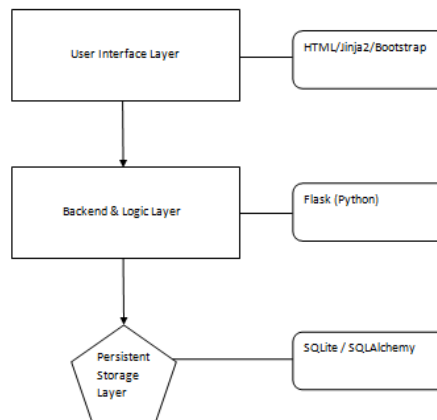 User Interface Layer
HTML/Jinja2/Bootstrap
Backend & Logic Layer
Flask (Python)
Persistent
Storage
Layer
SQLite / SQLAlchemy